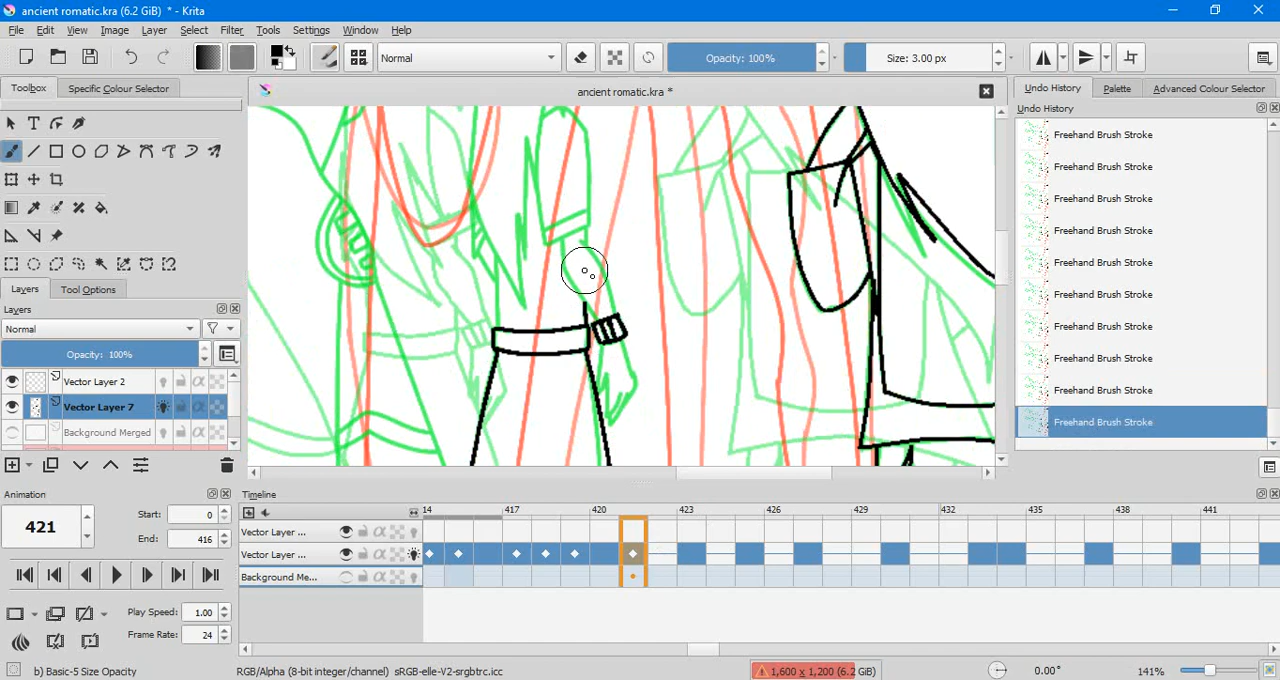 ancient romatic.kra (6.2 GiB) * - Krita
File Edit View Image Layer Select Filter Tools Settings Window Help
Normal
Opacity: 100%
Size: 3.00 px
Toolbox
Specific Colour Selector
ancient romatic.kra *
Undo History
Palette
Advanced Colour Selector
Undo History
Freehand Brush Stroke
Freehand Brush Stroke
Freehand Brush Stroke
Freehand Brush Stroke
Freehand Brush Stroke
Freehand Brush Stroke
Freehand Brush Stroke
Freehand Brush Stroke
Freehand Brush Stroke
Freehand Brush Stroke
Layers
Tool Options
Layers
Normal
Opacity: 100%
Vector Layer 2
Vector Layer 7
Background Merged
Animation
421
Start: 0
End: 416
Play Speed: 1.00
Frame Rate: 24
Timeline
14 417 420 423 426 429 432 435 438 441
Vector Layer ...
Vector Layer ...
Background Me...
b) Basic-5 Size Opacity
RGB/Alpha (8-bit integer/channel) sRGB-elle-V2-srgbtrc.icc
1,600 x 1,200 (6.2 GiB)
0.00°
141%